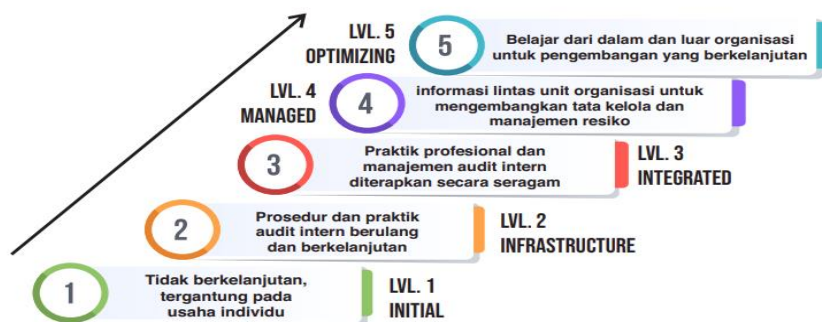 LVL. 5
OPTIMIZING
5
Belajar dari dalam dan luar organisasi
untuk pengembangan yang berkelanjutan
LVL. 4
MANAGED
4
informasi lintas unit organisasi untuk
mengembangkan tata kelola dan
manajemen resiko
3
Praktik profesional dan
manajemen audit intern
diterapkan secara seragam
LVL. 3
INTEGRATED
2
Prosedur dan praktik
audit intern berulang
dan berkelanjutan
LVL. 2
INFRASTRUCTURE
1
Tidak berkelanjutan,
tergantung pada
usaha individu
LVL. 1
INITIAL